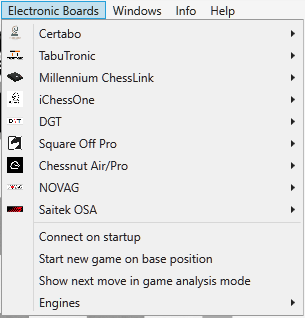 Electronic Boards Windows Info Help
Certabo
TabuTronic
Millennium ChessLink
iChessOne
DGT
Square Off Pro
Chessnut Air/Pro
NOVAG
Saitek OSA
Connect on startup
Start new game on base position
Show next move in game analysis mode
Engines